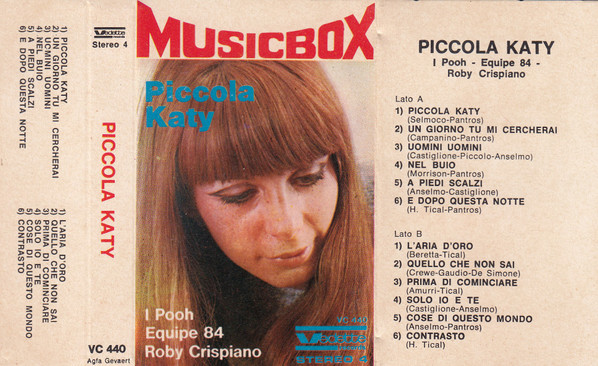 Vedette
Stereo 4
1) PICCOLA KATY
2) UN GIORNO TU MI CERCHERAI
3) UOMINI UOMINI
4) NEL BUIO
5) A PIEDI SCALZI
6) E DOPO QUESTA NOTTE
PICCOLA KATY
1) L'ARIA D'ORO
2) QUELLO CHE NON SAI
3) PRIMA DI COMINCIARE
4) SOLO IO E TE
5) COSE DI QUESTO MONDO
6) CONTRASTO
VC 440
Agfa Gevaert
MUSICBOX
Piccola
Katy
I Pooh
Equipe 84
Roby Crispiano
VC 440
Vedette
STEREO 4
PICCOLA KATY
I Pooh - Equipe 84 -
Roby Crispiano
Lato A
1) PICCOLA KATY
(Selmoco-Pantros)
2) UN GIORNO TU MI CERCHERAI
(Campanino-Pantros)
3) UOMINI UOMINI
(Castiglione-Piccolo-Anselmo)
4) NEL BUIO
(Morrison-Pantros)
5) A PIEDI SCALZI
(Anselmo-Castiglione)
6) E DOPO QUESTA NOTTE
(H. Tical-Pantros)
Lato B
1) L'ARIA D'ORO
(Beretta-Tical)
2) QUELLO CHE NON SAI
(Crewe-Gaudio-De Simone)
3) PRIMA DI COMINCIARE
(Amurri-Tical)
4) SOLO IO E TE
(Castiglione-Anselmo)
5) COSE DI QUESTO MONDO
(Anselmo-Pantros)
6) CONTRASTO
(H. Tical)